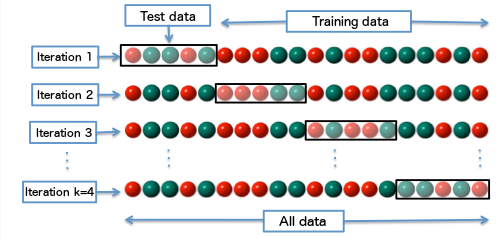 Test data
Training data
Iteration 1
Iteration 2
Iteration 3
Iteration k=4
All data